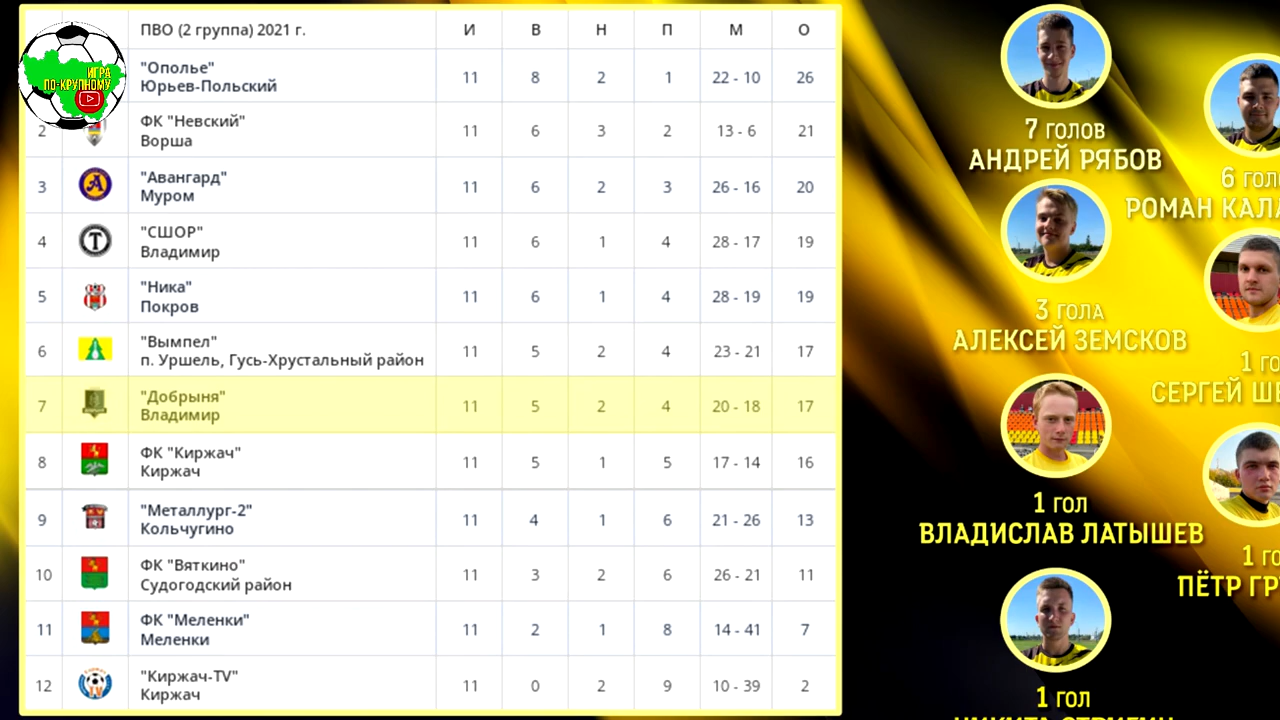 ИГРА
ПО-КРУПНОМУ
ПВО (2 группа) 2021 г. И В Н П М О
"Ополье"
Юрьев-Польский 11 8 2 1 22 - 10 26
2 ФК "Невский"
Ворша 11 6 3 2 13 - 6 21
3 "Авангард"
Муром 11 6 2 3 26 - 16 20
4 "СШОР"
Владимир 11 6 1 4 28 - 17 19
5 "Ника"
Покров 11 6 1 4 28 - 19 19
6 "Вымпел"
п. Уршель, Гусь-Хрустальный район 11 5 2 4 23 - 21 17
7 "Добрыня"
Владимир 11 5 2 4 20 - 18 17
8 ФК "Киржач"
Киржач 11 5 1 5 17 - 14 16
9 "Металлург-2"
Кольчугино 11 4 1 6 21 - 26 13
10 ФК "Вяткино"
Судогодский район 11 3 2 6 26 - 21 11
11 ФК "Меленки"
Меленки 11 2 1 8 14 - 41 7
12 "Киржач-TV"
Киржач 11 0 2 9 10 - 39 2
7 ГОЛОВ
АНДРЕЙ РЯБОВ
6
РОМАН
3 ГОЛА
АЛЕКСЕЙ ЗЕМСКОВ
1
СЕРГЕЙ
1 ГОЛ
ВЛАДИСЛАВ ЛАТЫШЕВ
1
ПЁТР
1 ГОЛ